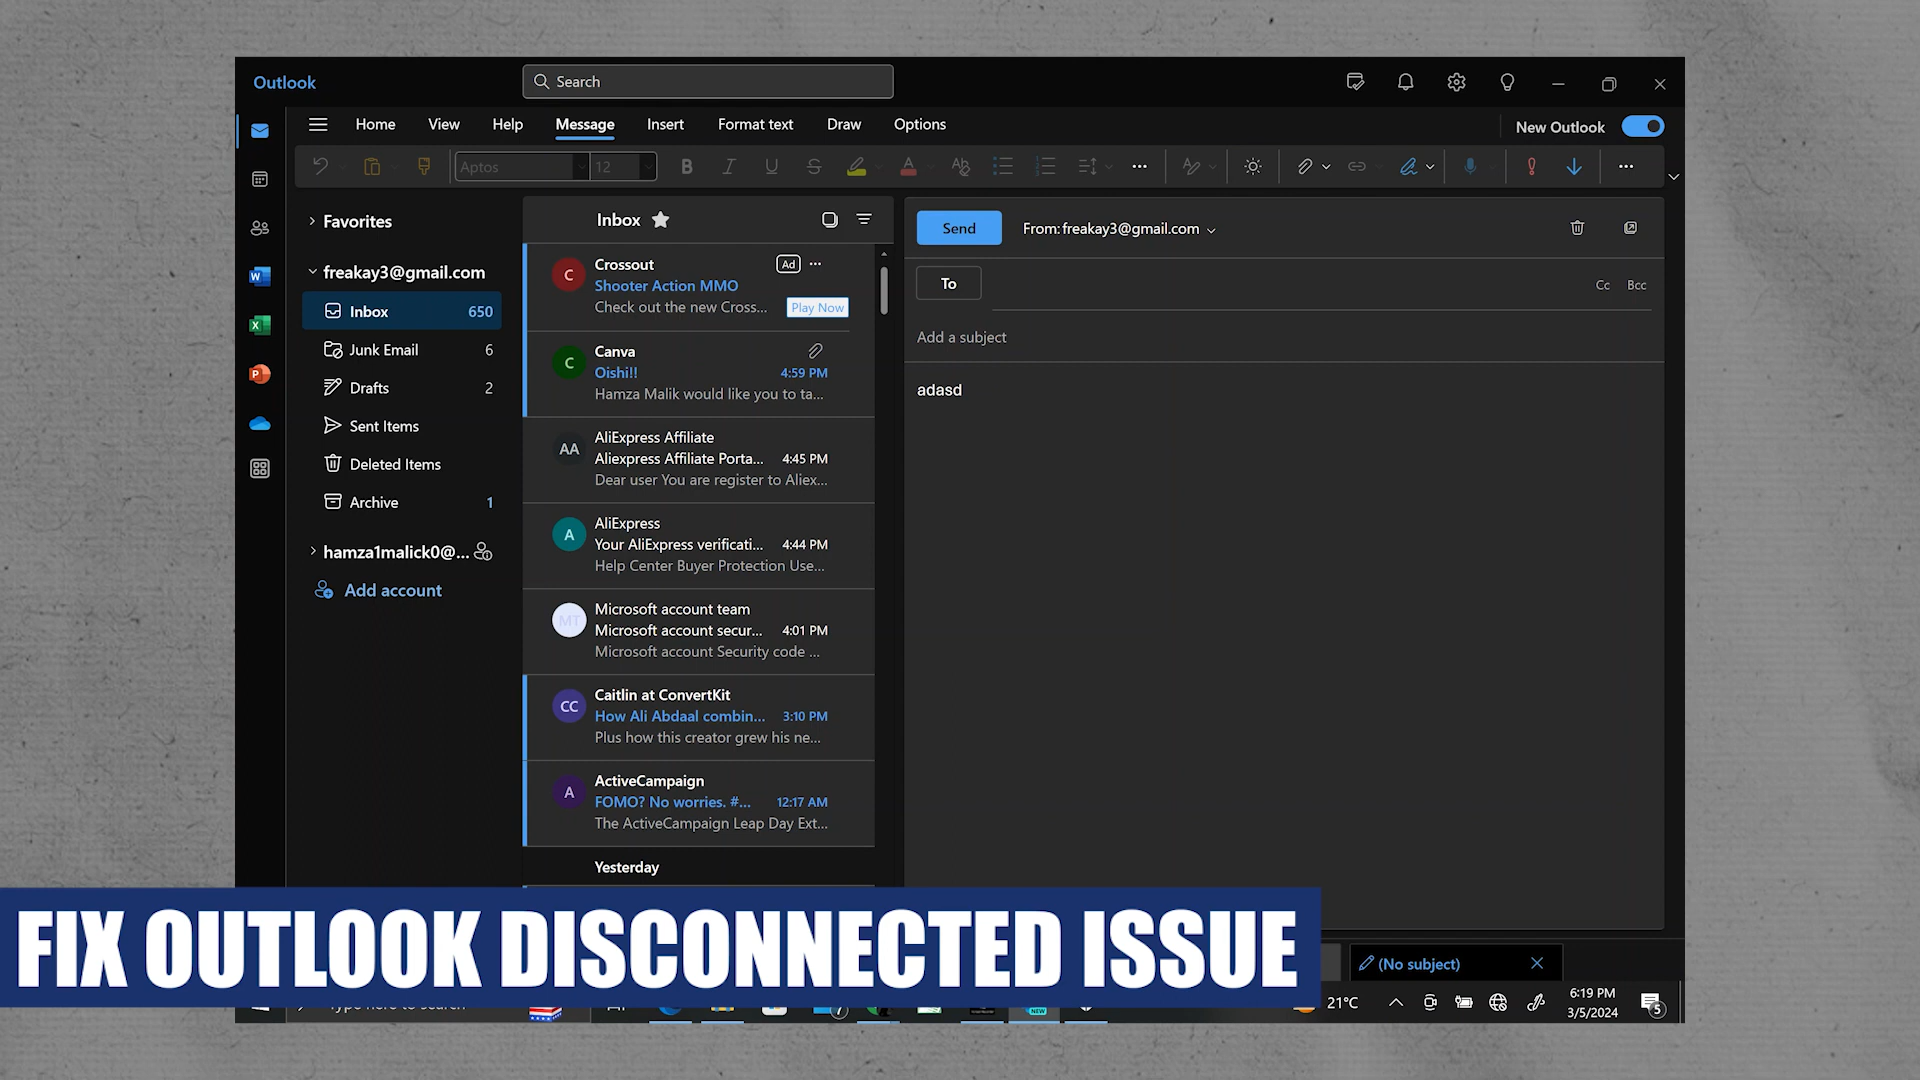 Outlook
Search
Home View Help Message Insert Format text Draw Options
New Outlook
Aptos 12
Favorites
freakay3@gmail.com
Inbox 650
Junk Email 6
Drafts 2
Sent Items
Deleted Items
Archive 1
hamza1malick0@...
Add account
Inbox
C Crossout Ad
Shooter Action MMO
Check out the new Cross... Play Now
C Canva
Oishi!! 4:59 PM
Hamza Malik would like you to ta...
AA AliExpress Affiliate
Aliexpress Affiliate Porta... 4:45 PM
Dear user You are register to Aliex...
A AliExpress
Your AliExpress verificati... 4:44 PM
Help Center Buyer Protection Use...
MT Microsoft account team
Microsoft account secur... 4:01 PM
Microsoft account Security code ...
CC Caitlin at ConvertKit
How Ali Abdaal combin... 3:10 PM
Plus how this creator grew his ne...
A ActiveCampaign
FOMO? No worries. #... 12:17 AM
The ActiveCampaign Leap Day Ext...
Yesterday
Send From: freakay3@gmail.com
To Cc Bcc
Add a subject
adasd
(No subject)
FIX OUTLOOK DISCONNECTED ISSUE
Type here to search
NEW
21°C
6:19 PM
3/5/2024
5